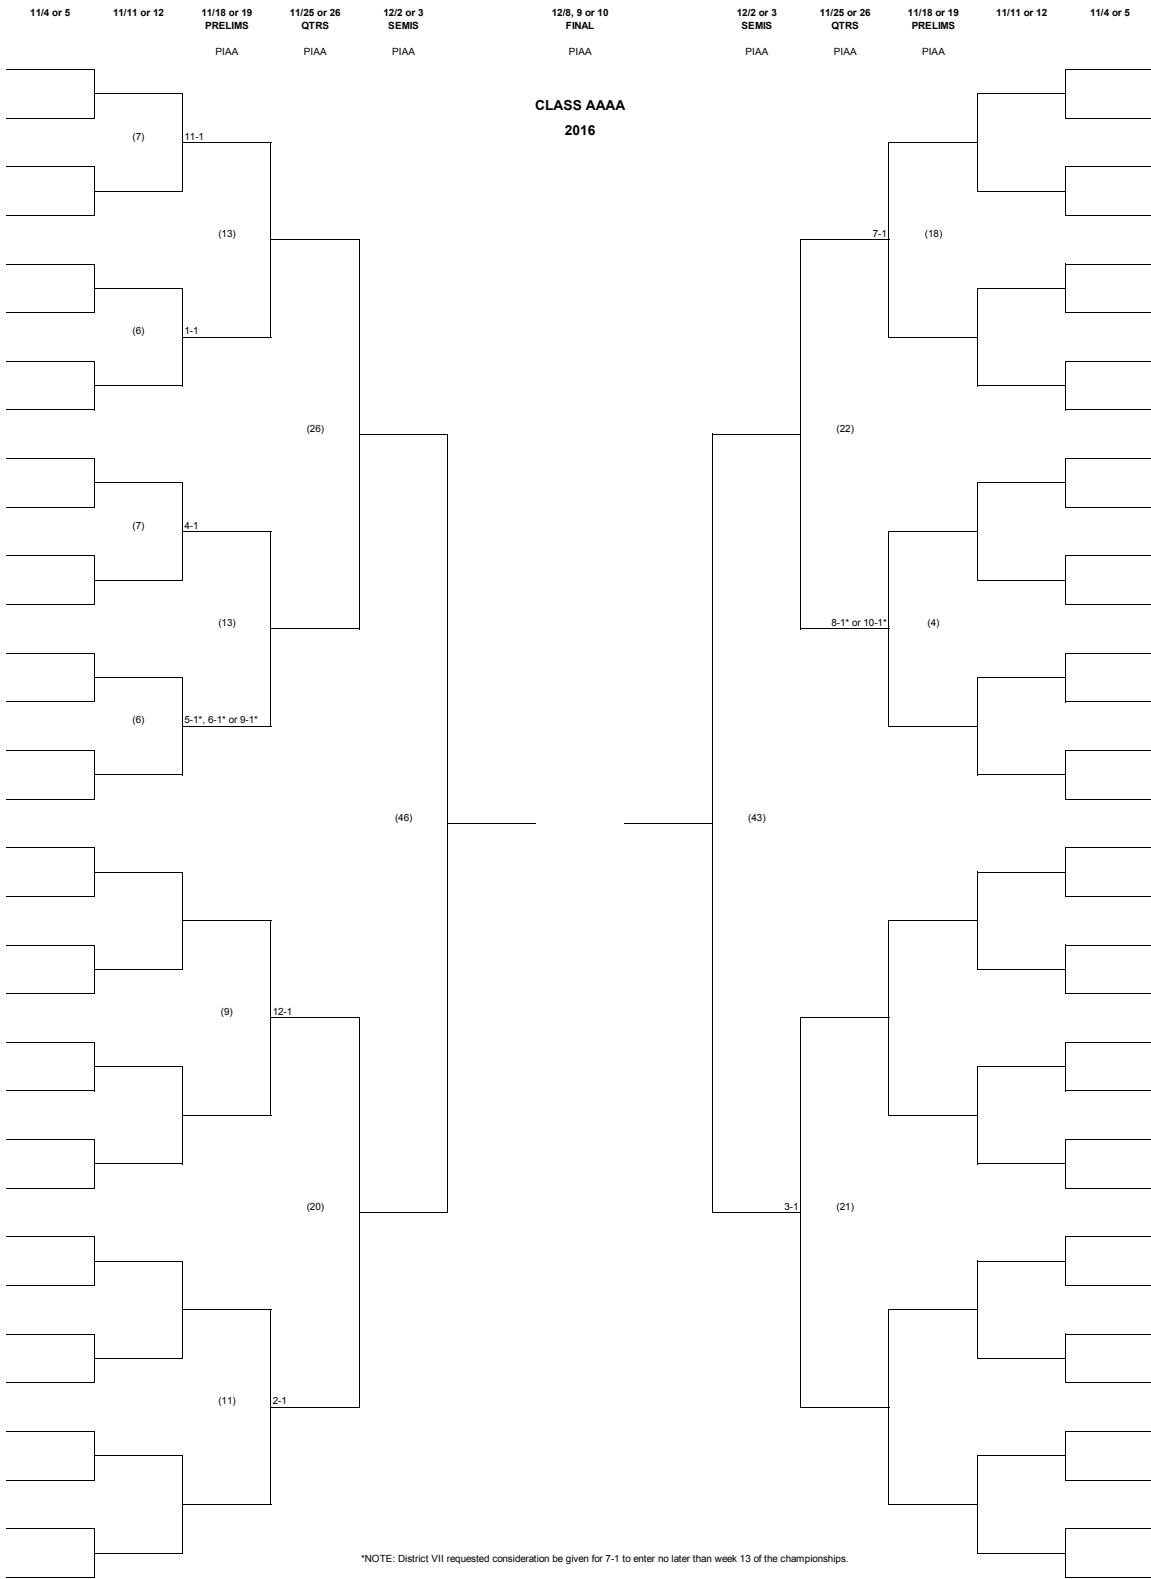 11/4 or 5 11/11 or 12 11/18 or 19 11/25 or 26 12/2 or 3 12/8, 9 or 10 12/2 or 3 11/25 or 26 11/18 or 19 11/11 or 12 11/4 or 5
PRELIMS QTRS SEMIS FINAL SEMIS QTRS PRELIMS
PIAA PIAA PIAA PIAA PIAA PIAA PIAA
CLASS AAAA
2016
(7) 11-1
(13) 7-1 (18)
(6) 1-1
(26) (22)
(7) 4-1
(13) 8-1* or 10-1* (4)
(6) 5-1*, 6-1* or 9-1*
(46) (43)
(9) 12-1
(20) 3-1 (21)
(11) 2-1
*NOTE: District VII requested consideration be given for 7-1 to enter no later than week 13 of the championships.